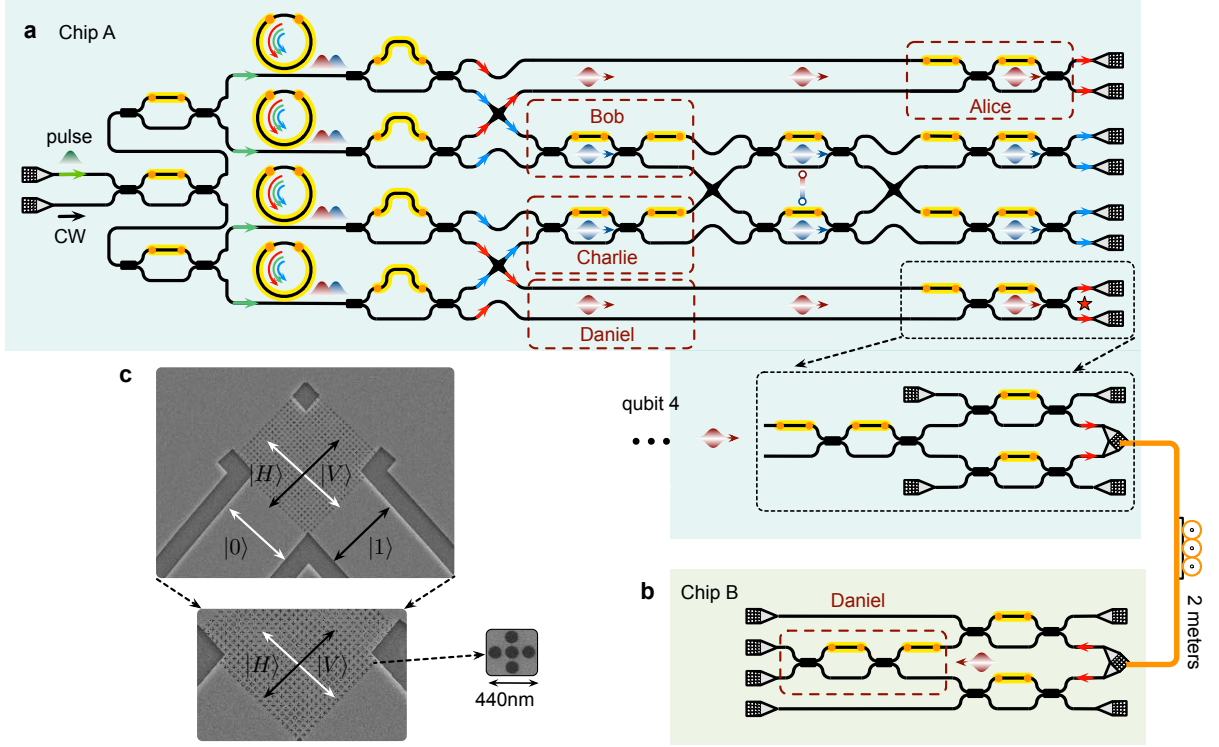 a Chip A
pulse
CW
Bob
Alice
Charlie
Daniel
qubit 4
c
|H⟩ |V⟩
|0⟩ |1⟩
|H⟩ |V⟩
440nm
b Chip B
Daniel
2 meters